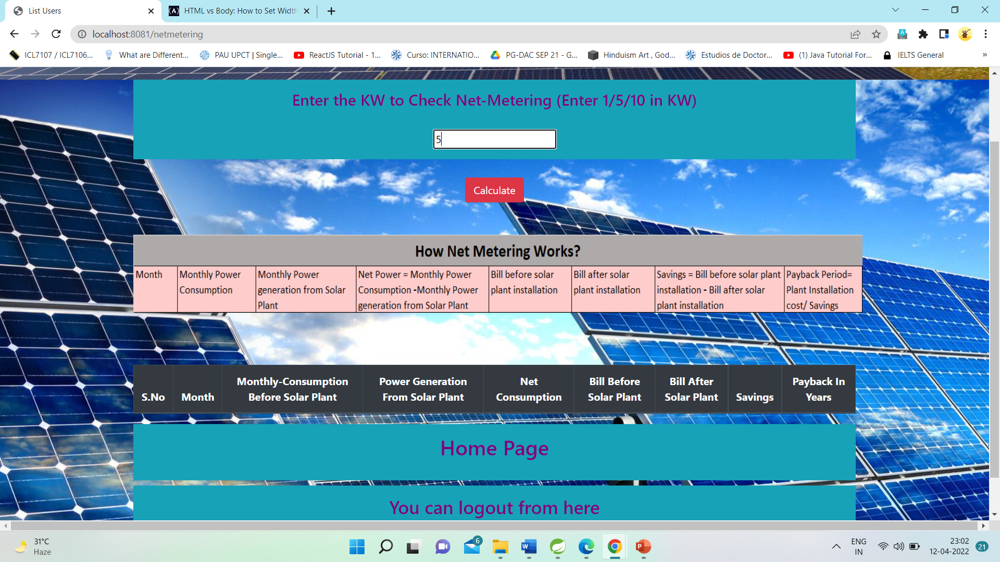 List Users
HTML vs Body: How to Set Width
localhost:8081/netmetering
ICL7107 / ICL7106...
What are Different...
PAU UPCT | Single...
ReactJS Tutorial - 1...
Curso: INTERNATIO...
PG-DAC SEP 21 - G...
Hinduism Art , God...
Estudios de Doctor...
(1) Java Tutorial For...
IELTS General
»
Enter the KW to Check Net-Metering (Enter 1/5/10 in KW)
5
Calculate
How Net Metering Works?
Month
Monthly Power
Consumption
Monthly Power
generation from Solar
Plant
Net Power = Monthly Power
Consumption -Monthly Power
generation from Solar Plant
Bill before solar
plant installation
Bill after solar
plant installation
Savings = Bill before solar plant
installation - Bill after solar
plant installation
Payback Period=
Plant Installation
cost/ Savings
S.No
Month
Monthly-Consumption
Before Solar Plant
Power Generation
From Solar Plant
Net
Consumption
Bill Before
Solar Plant
Bill After
Solar Plant
Savings
Payback In
Years
Home Page
You can logout from here
31°C
Haze
6
W
P
ENG
IN
23:02
12-04-2022
21